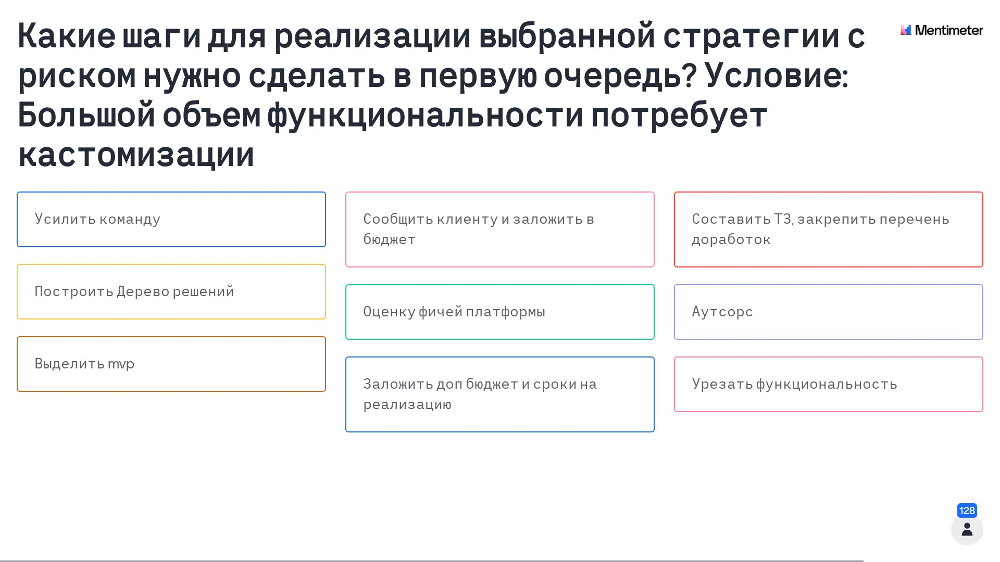 Какие шаги для реализации выбранной стратегии с
риском нужно сделать в первую очередь? Условие:
Большой объем функциональности потребует
кастомизации
Mentimeter
Усилить команду
Построить Дерево решений
Выделить mvp
Сообщить клиенту и заложить в
бюджет
Оценку фичей платформы
Заложить доп бюджет и сроки на
реализацию
Составить ТЗ, закрепить перечень
доработок
Аутсорс
Урезать функциональность
128